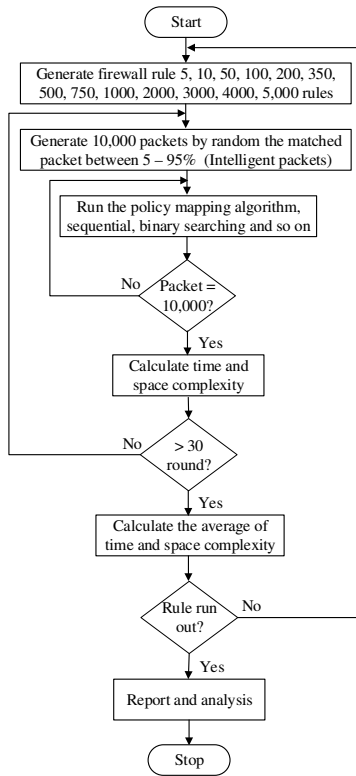 Start
Generate firewall rule 5, 10, 50, 100, 200, 350,
500, 750, 1000, 2000, 3000, 4000, 5,000 rules
Generate 10,000 packets by random the matched
packet between 5 – 95% (Intelligent packets)
Run the policy mapping algorithm,
sequential, binary searching and so on
No
Packet =
10,000?
Yes
Calculate time and
space complexity
No
> 30
round?
Yes
Calculate the average of
time and space complexity
Rule run
out?
No
Yes
Report and analysis
Stop